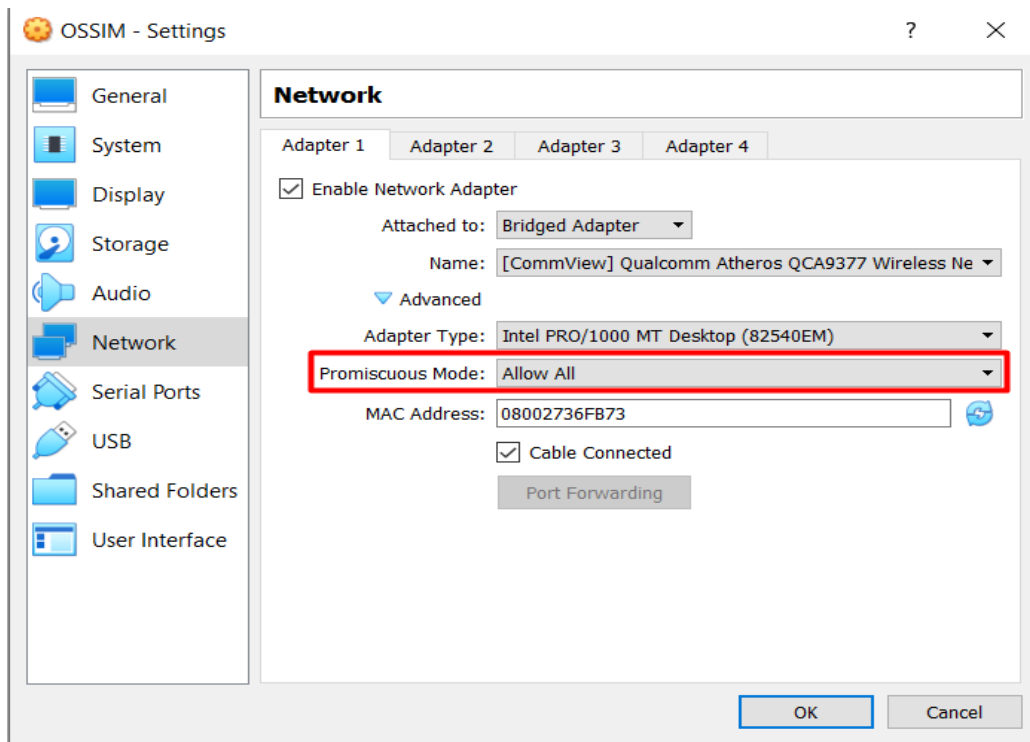 OSSIM - Settings
?
General
System
Display
Storage
Audio
Network
Serial Ports
USB
Shared Folders
User Interface
Network
Adapter 1 Adapter 2 Adapter 3 Adapter 4
Enable Network Adapter
Attached to: Bridged Adapter
Name: [CommView] Qualcomm Atheros QCA9377 Wireless Ne
Advanced
Adapter Type: Intel PRO/1000 MT Desktop (82540EM)
Promiscuous Mode: Allow All
MAC Address: 08002736FB73
Cable Connected
Port Forwarding
OK Cancel